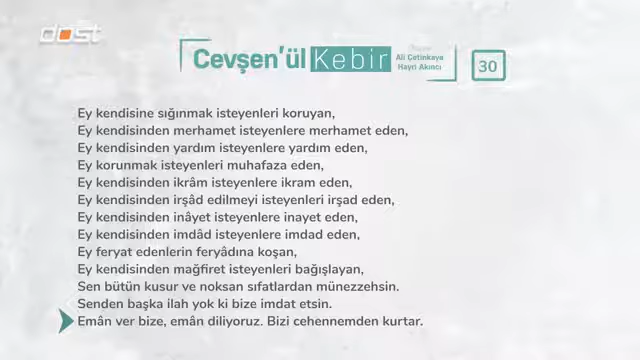 dost
Cevşen'ül Kebir
Ali Çetinkaya
Hayri Akıncı
30
Ey kendisine sığınmak isteyenleri koruyan,
Ey kendisinden merhamet isteyenlere merhamet eden,
Ey kendisinden yardım isteyenlere yardım eden,
Ey korunmak isteyenleri muhafaza eden,
Ey kendisinden ikrâm isteyenlere ikram eden,
Ey kendisinden irşâd edilmeyi isteyenleri irşad eden,
Ey kendisinden inâyet isteyenlere inayet eden,
Ey kendisinden imdâd isteyenlere imdad eden,
Ey feryat edenlerin feryâdına koşan,
Ey kendisinden mağfiret isteyenleri bağışlayan,
Sen bütün kusur ve noksan sıfatlardan münezzehsin.
Senden başka ilah yok ki bize imdat etsin.
Emân ver bize, emân diliyoruz. Bizi cehennemden kurtar.